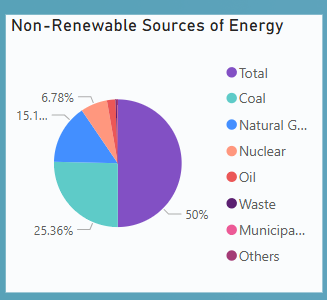 Non-Renewable Sources of Energy
Total
Coal
Natural G...
Nuclear
Oil
Waste
Municipa...
Others
6.78%
15.1...
25.36%
50%